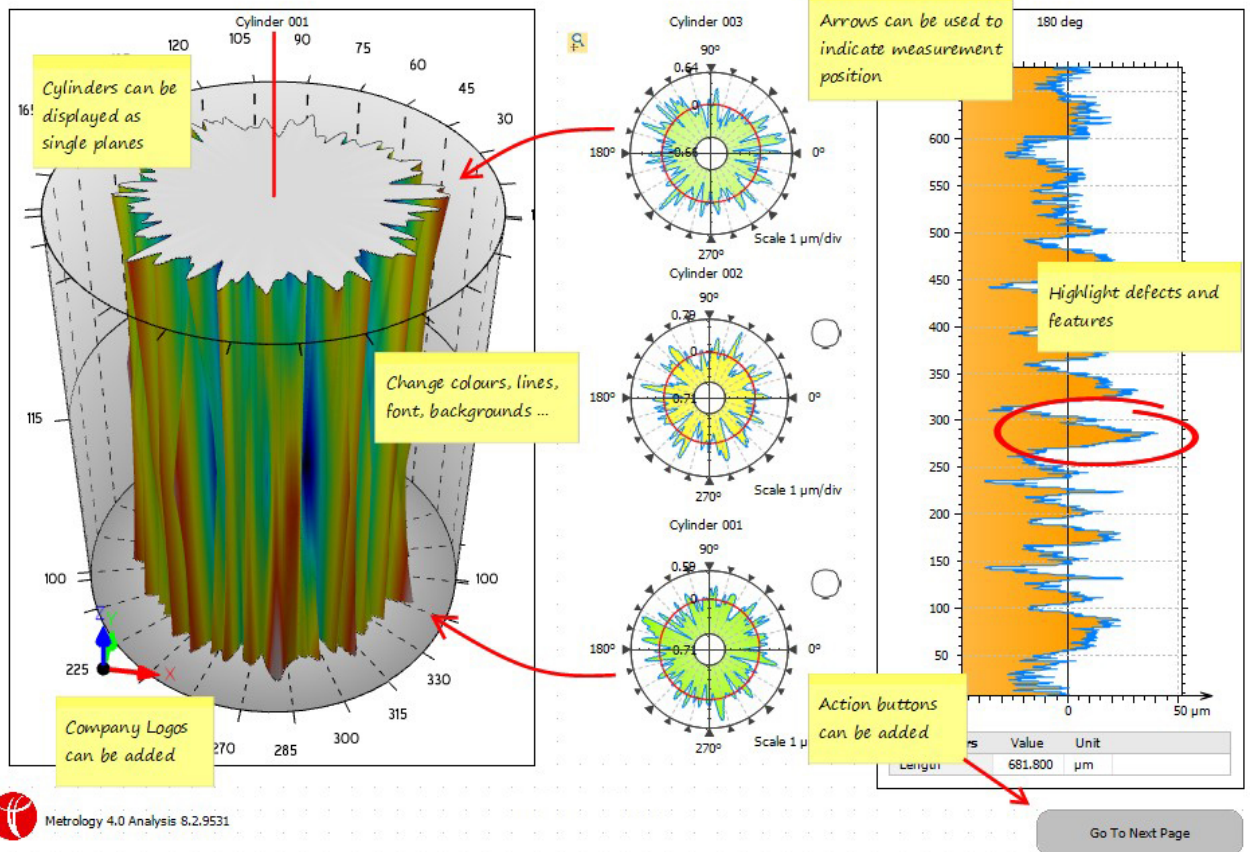 Cylinder 001
120
105
90
75
60
45
30
115
100
100
225
270
285
300
315
330
Z
Y
X
Cylinders can be
displayed as
single planes
Change colours, lines,
font, backgrounds ...
Company Logos
can be added
Cylinder 003
90°
0.64
0
-0.66
180°
0°
270°
Scale 1 µm/div
Cylinder 002
90°
0.79
0
0.71
180°
0°
270°
Scale 1 µm/div
Cylinder 001
90°
0.59
0
0.71
180°
0°
270°
Scale 1 µ
Arrows can be used to
indicate measurement
position
180 deg
600
550
500
450
400
350
300
250
200
150
100
50
0
50 µm
Highlight defects and
features
Action buttons
can be added
rs Value Unit
Length 681.800 µm
Metrology 4.0 Analysis 8.2.9531
Go To Next Page